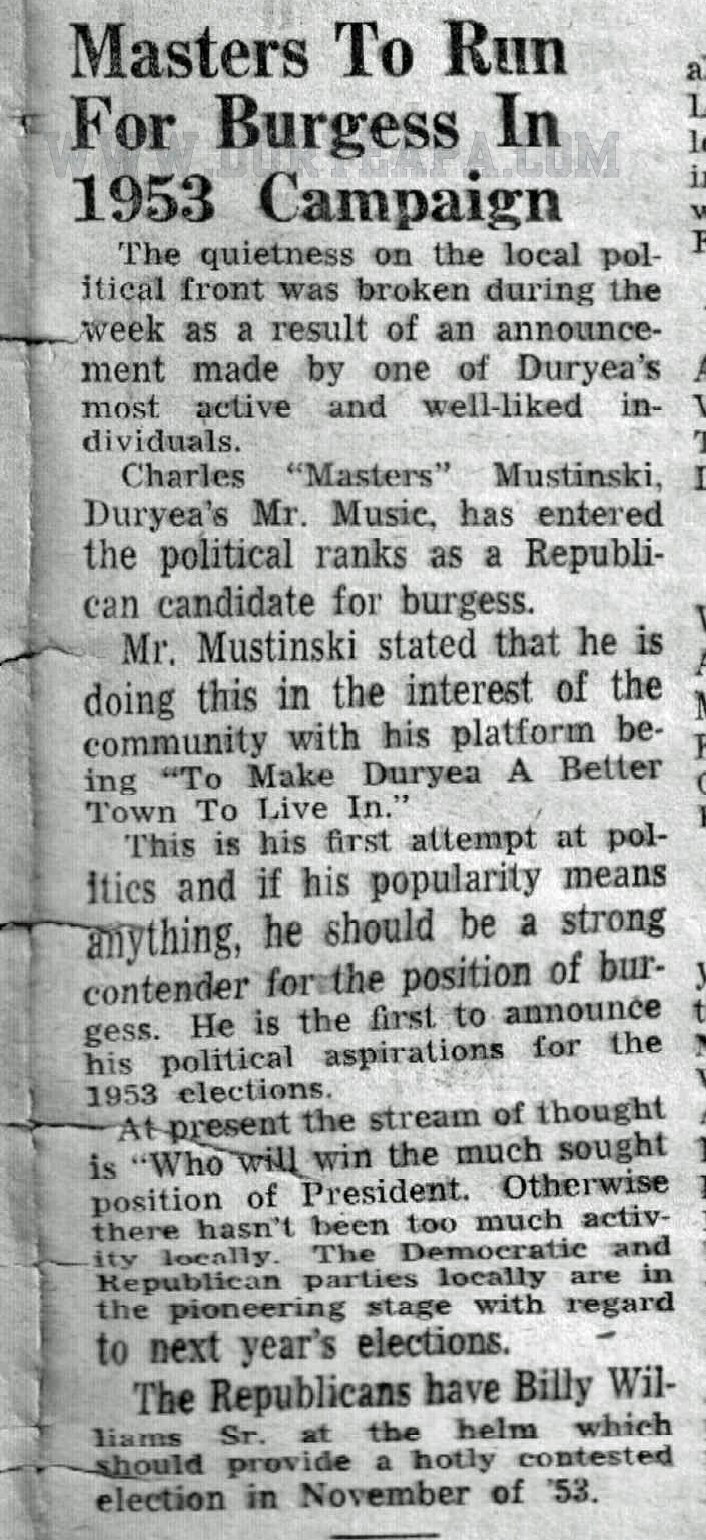 Masters To Run
For Burgess In
WWW.DURYEAPA.COM
1953 Campaign
The quietness on the local pol-
itical front was broken during the
week as a result of an announce-
ment made by one of Duryea's
most active and well-liked in-
dividuals.
Charles "Masters" Mustinski,
Duryea's Mr. Music, has entered
the political ranks as a Republi-
can candidate for burgess.
Mr. Mustinski stated that he is
doing this in the interest of the
community with his platform be-
ing "To Make Duryea A Better
Town To Live In."
This is his first attempt at pol-
itics and if his popularity means
anything, he should be a strong
contender for the position of bur-
gess. He is the first to announce
his political aspirations for the
1953 elections.
At present the stream of thought
is "Who will win the much sought
position of President. Otherwise
there hasn't been too much activ-
ity locally. The Democratic and
Republican parties locally are in
the pioneering stage with regard
to next year's elections.
The Republicans have Billy Wil-
liams Sr. at the helm which
should provide a hotly contested
election in November of '53.